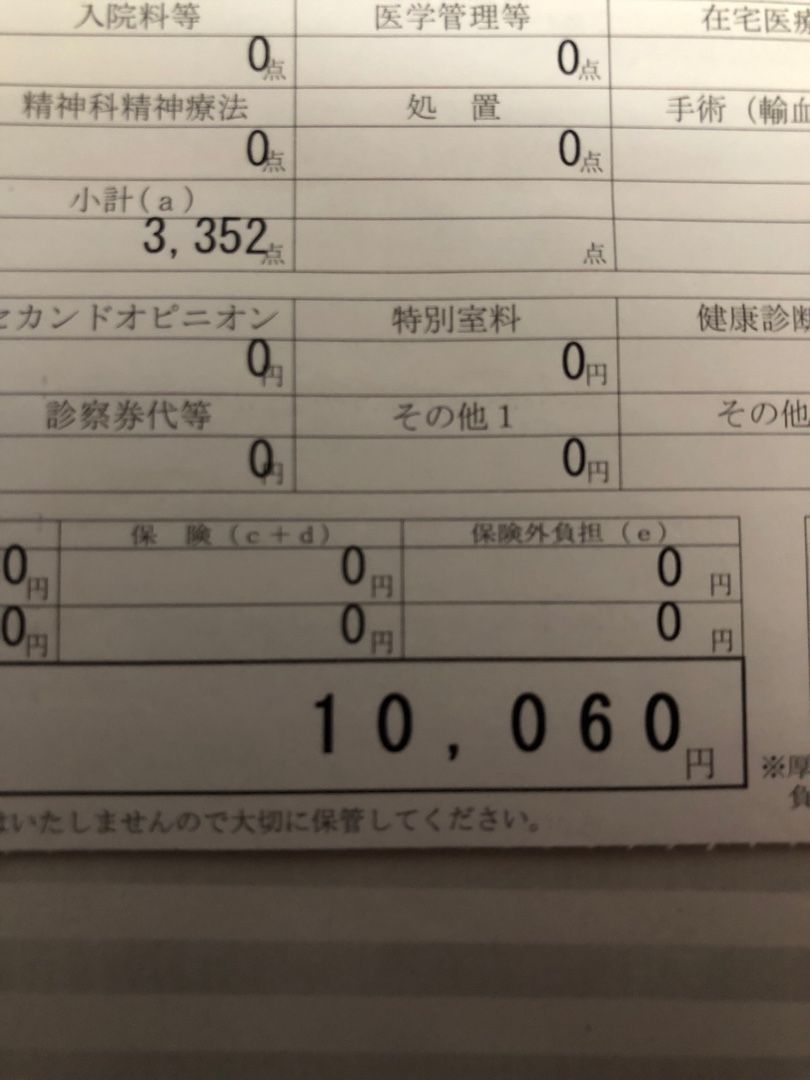 入院料等 医学管理等 在宅医療
0点 0点
精神科精神療法 処 置 手術（輸血
0点 0点
小計(a)
3,352点 点
セカンドオピニオン 特別室料 健康診断
0円 0円
診察券代等 その他1 その他
0円 0円
保 険(c+d) 保険外負担(e)
0円 0円 0円
0円 0円 0円
10,060円
※厚
負
はいたしませんので大切に保管してください。